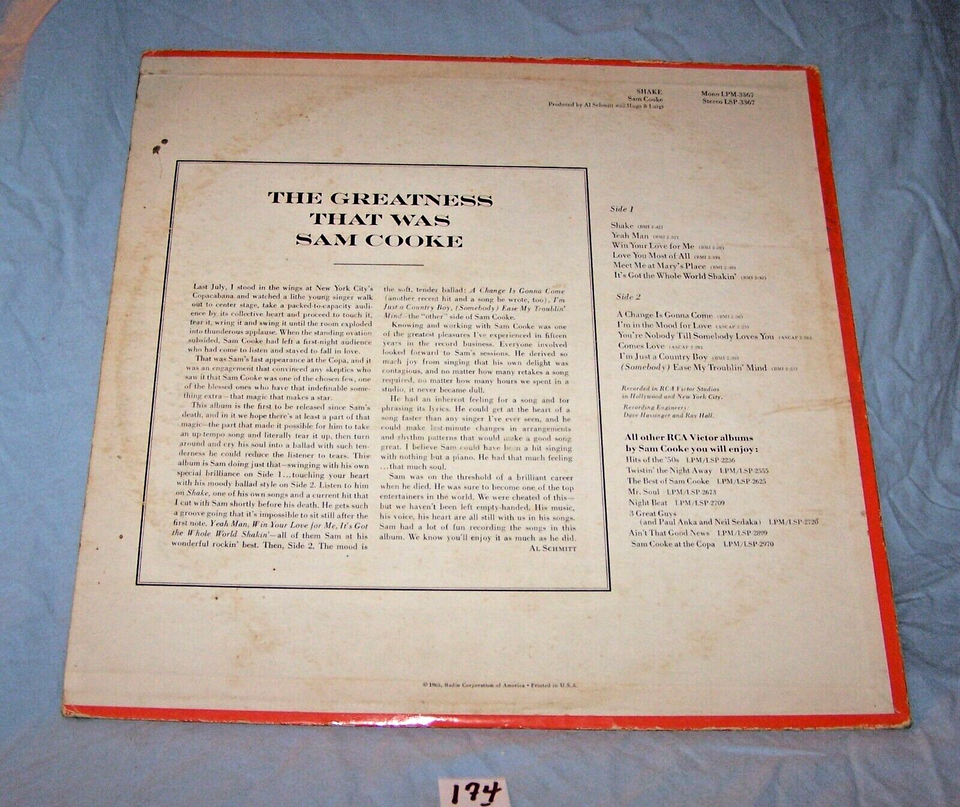 SHAKE
Sam Cooke
Produced by Al Schmitt and Hugo & Luigi
Mono LPM-3367
Stereo LSP-3367
THE GREATNESS
THAT WAS
SAM COOKE
Last July, I stood in the wings at New York City's
Copacabana and watched a lithe young singer walk
out to center stage, take a packed-to-capacity audi-
ence by its collective heart and proceed to touch it,
tear it, wring it and swing it until the room exploded
into thunderous applause. When the standing ovation
subsided, Sam Cooke had left a first-night audience
who had come to listen and stayed to fall in love.
That was Sam's last appearance at the Copa, and it
was an engagement that convinced any skeptics who
saw it that Sam Cooke was one of the chosen few, one
of the blessed ones who have that indefinable some-
thing extra—that magic that makes a star.
This album is the first to be released since Sam's
death, and in it we hope there's at least a part of that
magic—the part that made it possible for him to take
an up-tempo song and literally tear it up, then turn
around and cry his soul into a ballad with such ten-
derness he could reduce the listener to tears. This
album is Sam doing just that—swinging with his own
special brilliance on Side 1...touching your heart
with his moody ballad style on Side 2. Listen to him
on Shake, one of his own songs and a current hit that
I cut with Sam shortly before his death. He gets such
a groove going that it's impossible to sit still after the
first note. Yeah Man, Win Your Love for Me, It's Got
the Whole World Shakin'—all of them Sam at his
wonderful rockin' best. Then, Side 2. The mood is
the soft, tender ballad: A Change Is Gonna Come
(another recent hit and a song he wrote, too), I'm
Just a Country Boy, (Somebody) Ease My Troublin'
Mind—the "other" side of Sam Cooke.
Knowing and working with Sam Cooke was one
of the greatest pleasures I've experienced in fifteen
years in the record business. Everyone involved
looked forward to Sam's sessions. He derived so
much joy from singing that his own delight was
contagious, and no matter how many retakes a song
required, no matter how many hours we spent in a
studio, it never became dull.
He had an inherent feeling for a song and for
phrasing its lyrics. He could get at the heart of a
song faster than any singer I've ever seen, and he
could make last-minute changes in arrangements
and rhythm patterns that would make a good song
great. I believe Sam could have been a hit singing
with nothing but a piano. He had that much feeling
...that much soul.
Sam was on the threshold of a brilliant career
when he died. He was sure to become one of the top
entertainers in the world. We were cheated of this—
but we haven't been left empty-handed. His music,
his voice, his heart are all still with us in his songs.
Sam had a lot of fun recording the songs in this
album. We know you'll enjoy it as much as he did.
AL SCHMITT
Side 1
Shake
Yeah Man
Win Your Love for Me
Love You Most of All
Meet Me at Mary's Place
It's Got the Whole World Shakin'
Side 2
A Change Is Gonna Come
I'm in the Mood for Love
You're Nobody Till Somebody Loves You
Comes Love
I'm Just a Country Boy
(Somebody) Ease My Troublin' Mind
Recorded in RCA Victor Studios
in Hollywood and New York City.
Recording Engineers:
Dave Hassinger and Ray Hall.
All other RCA Victor albums
by Sam Cooke you will enjoy:
Hits of the '50s LPM/LSP-2236
Twistin' the Night Away LPM/LSP-2555
The Best of Sam Cooke LPM/LSP-2625
Mr. Soul LPM/LSP-2673
Night Beat LPM/LSP-2709
3 Great Guys
(and Paul Anka and Neil Sedaka) LPM/LSP-2720
Ain't That Good News LPM/LSP-2899
Sam Cooke at the Copa LPM/LSP-2970
© 1965, Radio Corporation of America • Printed in U.S.A.
174